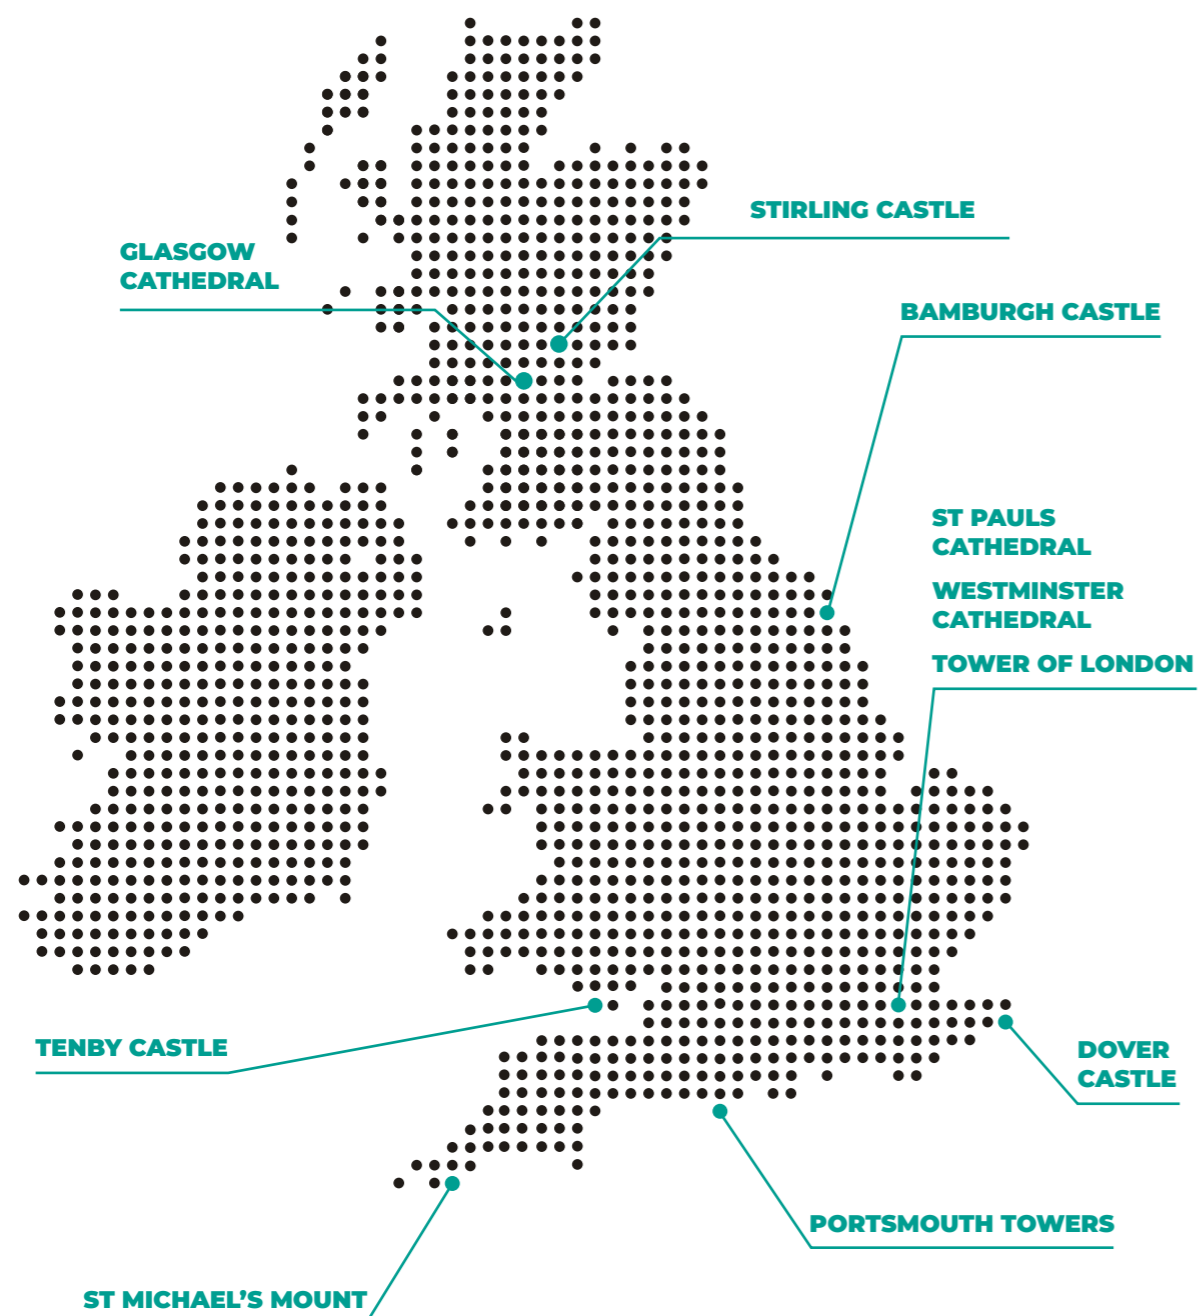 STIRLING CASTLE
GLASGOW
CATHEDRAL
BAMBURGH CASTLE
ST PAULS
CATHEDRAL
WESTMINSTER
CATHEDRAL
TOWER OF LONDON
TENBY CASTLE
DOVER
CASTLE
PORTSMOUTH TOWERS
ST MICHAEL’S MOUNT